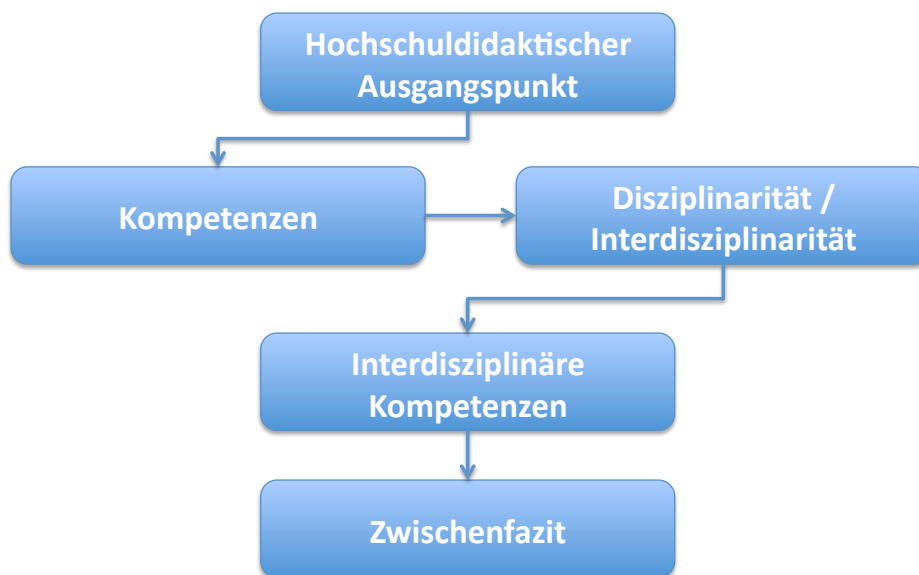 Hochschuldidaktischer
Ausgangspunkt
Kompetenzen
Disziplinarität /
Interdisziplinarität
Interdisziplinäre
Kompetenzen
Zwischenfazit